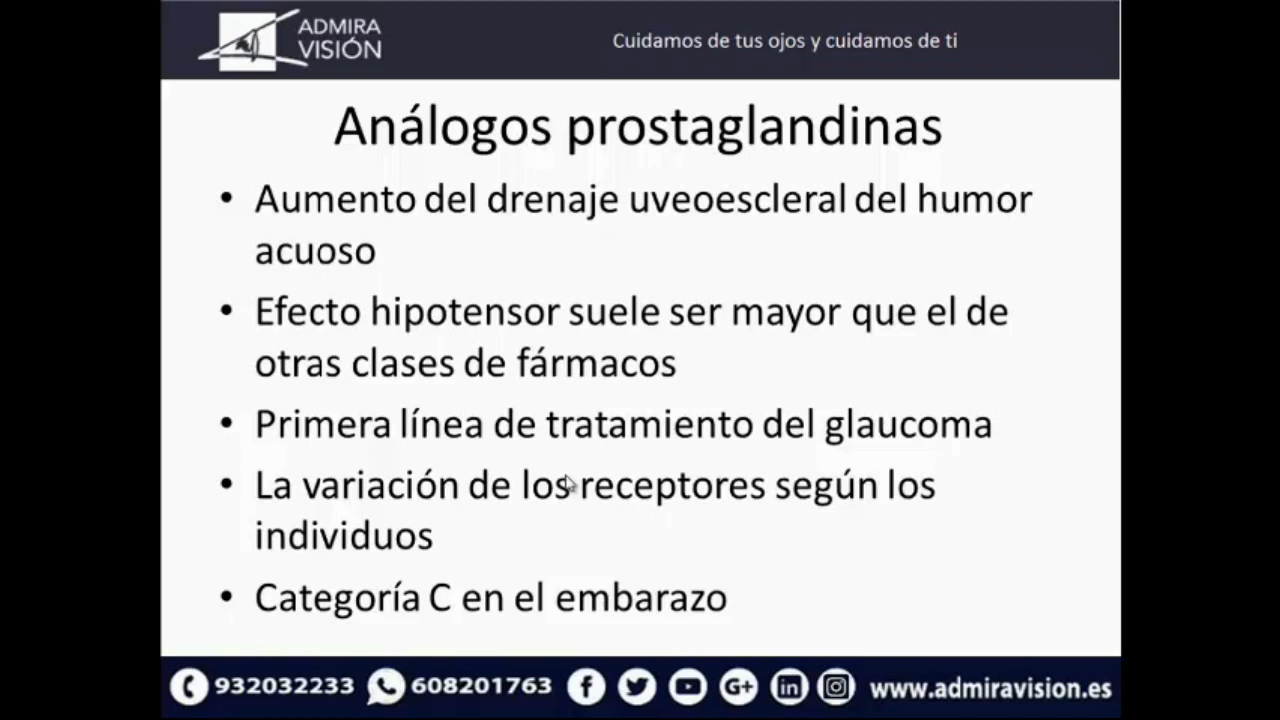 ADMIRA
VISIÓN
Cuidamos de tus ojos y cuidamos de ti
Análogos prostaglandinas
• Aumento del drenaje uveoescleral del humor
acuoso
• Efecto hipotensor suele ser mayor que el de
otras clases de fármacos
• Primera línea de tratamiento del glaucoma
• La variación de los receptores según los
individuos
• Categoría C en el embarazo
932032233 608201763 G+ in www.admiravision.es